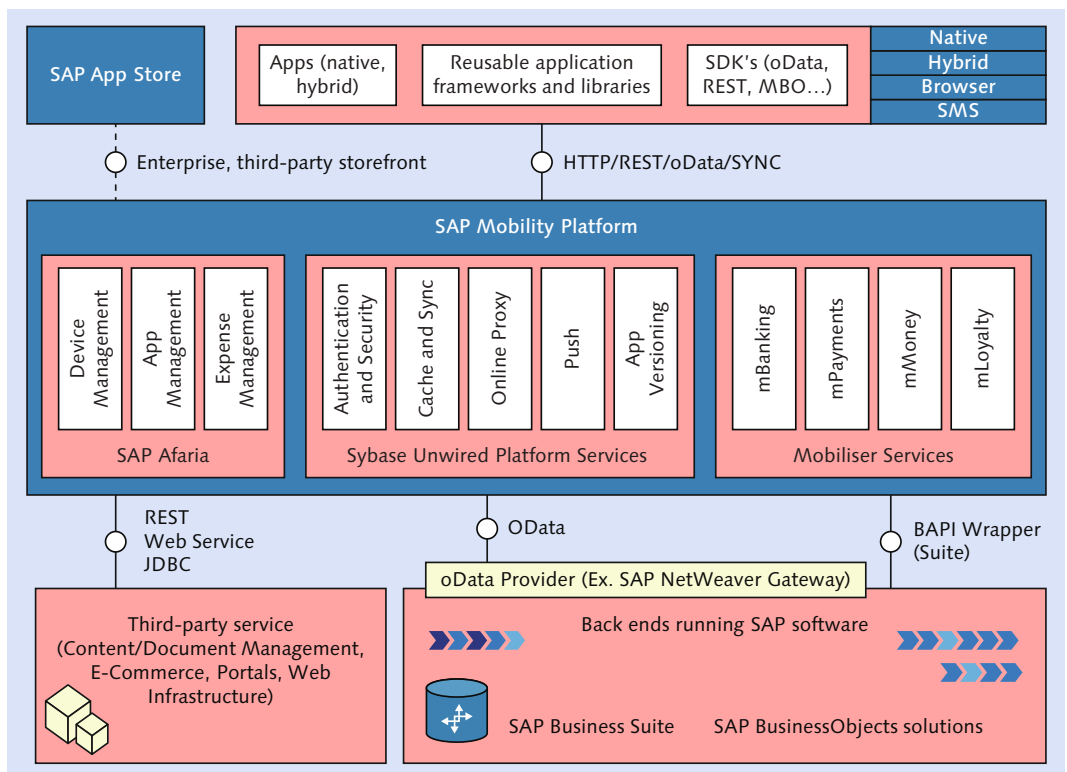 SAP App Store
Apps (native,
hybrid)
Reusable application
frameworks and libraries
SDK's (oData,
REST, MBO...)
Native
Hybrid
Browser
SMS
Enterprise, third-party storefront
HTTP/REST/oData/SYNC
SAP Mobility Platform
Device
Management
App
Management
Expense
Management
SAP Afaria
Authentication
and Security
Cache and Sync
Online Proxy
Push
App
Versioning
Sybase Unwired Platform Services
mBanking
mPayments
mMoney
mLoyalty
Mobiliser Services
REST
Web Service
JDBC
OData
BAPI Wrapper
(Suite)
oData Provider (Ex. SAP NetWeaver Gateway)
Third-party service
(Content/Document Management,
E-Commerce, Portals, Web
Infrastructure)
Back ends running SAP software
SAP Business Suite
SAP BusinessObjects solutions